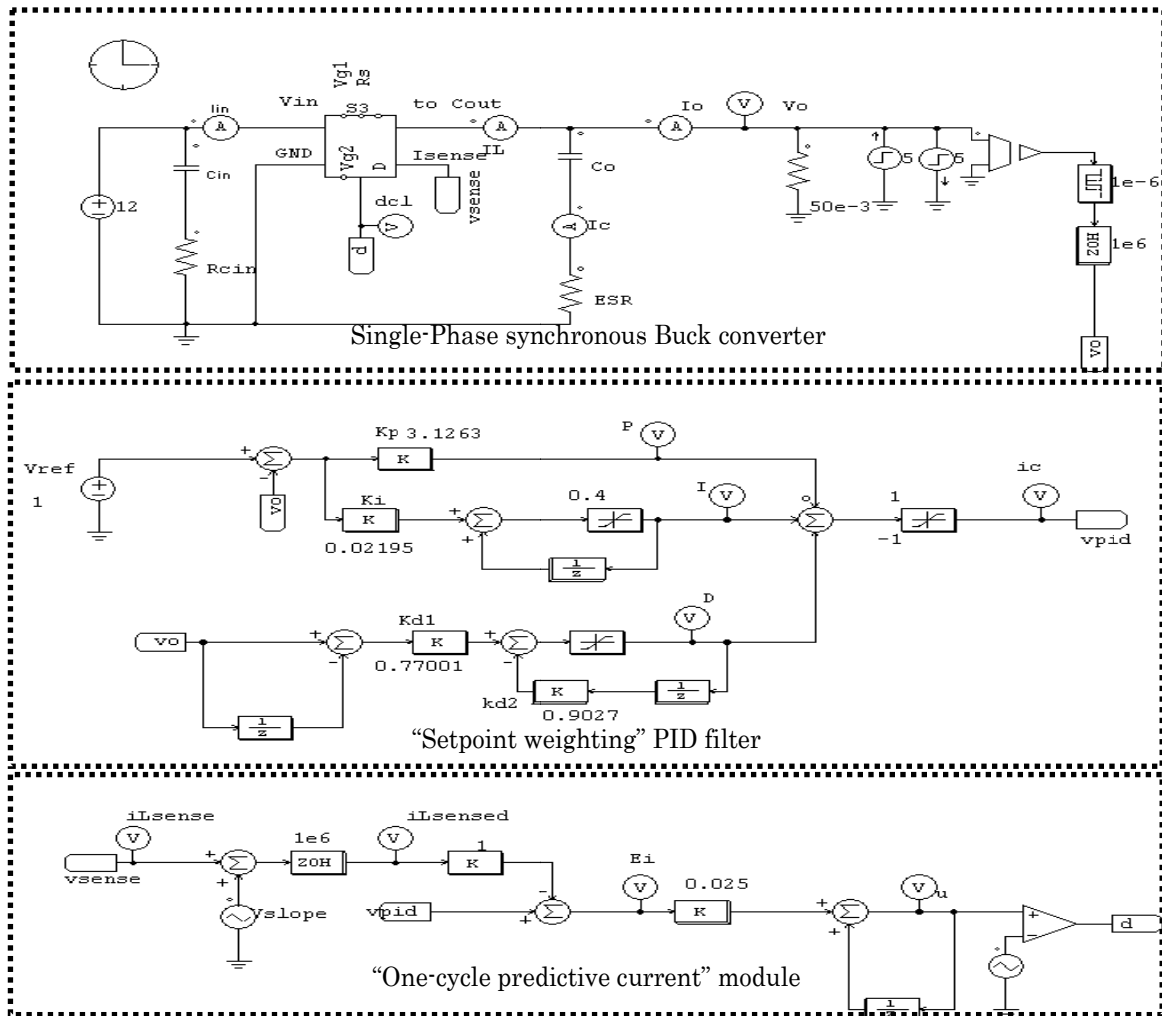 Vg1
Rs
Iin
Vin
S3
to Cout
Io
V
Vo
A
A
A
GND
Vg2
D
Isense
IL
Cin
Co
vsense
5
5
1e-6
12
dcl
V
50e-3
A
Ic
ZOH
1e6
d
Rcin
ESR
Single-Phase synchronous Buck converter
vo
Kp 3.1263
P
V
K
Vref
1
+
-
Σ
vo
Ki
K
0.02195
+
+
Σ
0.4
I
V
Σ
1
-1
ic
V
vpid
1/z
D
V
vo
+
-
Σ
Kd1
K
0.77001
+
-
Σ
1/z
kd2
K
0.9027
1/z
“Setpoint weighting” PID filter
iLsense
V
vsense
+
+
Σ
1e6
ZOH
iLsensed
V
1
K
Vslope
vpid
+
-
Σ
Ei
V
0.025
K
+
+
Σ
V
u
+
-
d
“One-cycle predictive current” module